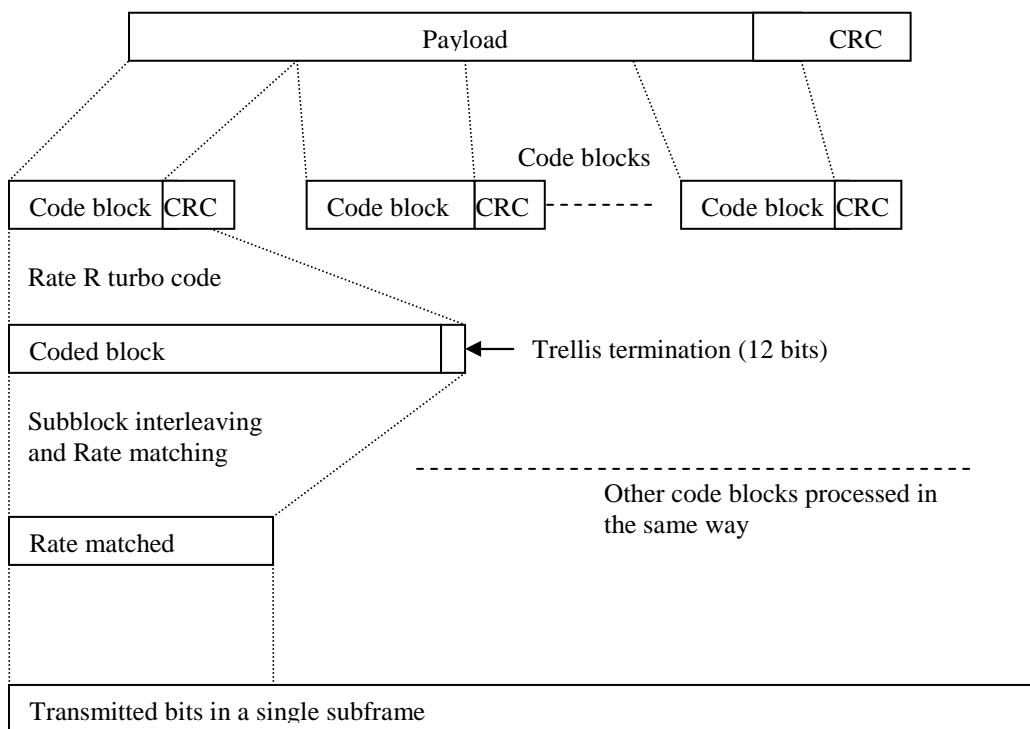 Payload CRC
Code blocks
Code block CRC Code block CRC Code block CRC
Rate R turbo code
Coded block
Trellis termination (12 bits)
Subblock interleaving
and Rate matching
Other code blocks processed in
the same way
Rate matched
Transmitted bits in a single subframe